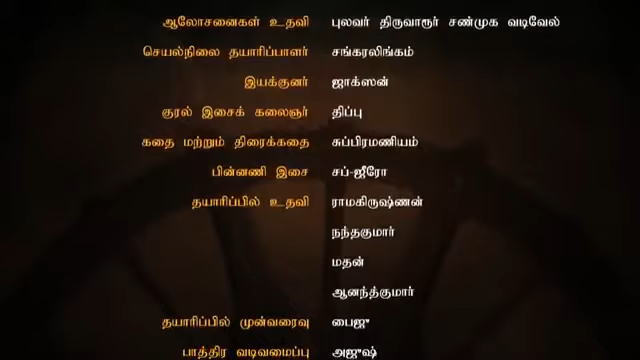 ஆலோசனைகள் உதவி புலவர் திருவாரூர் சண்முக வடிவேல்
செயல்நிலை தயாரிப்பாளர் சங்கரலிங்கம்
இயக்குனர் ஜாக்ஸன்
குரல் இசைக் கலைஞர் திப்பு
கதை மற்றும் திரைக்கதை சுப்பிரமணியம்
பின்னணி இசை சப்-ஜீரோ
தயாரிப்பில் உதவி ராமகிருஷ்ணன்
நந்தகுமார்
மதன்
ஆனந்த்குமார்
தயாரிப்பில் முன்வரைவு பைஜு
பாத்திர வடிவமைப்பு அஜுஷ்